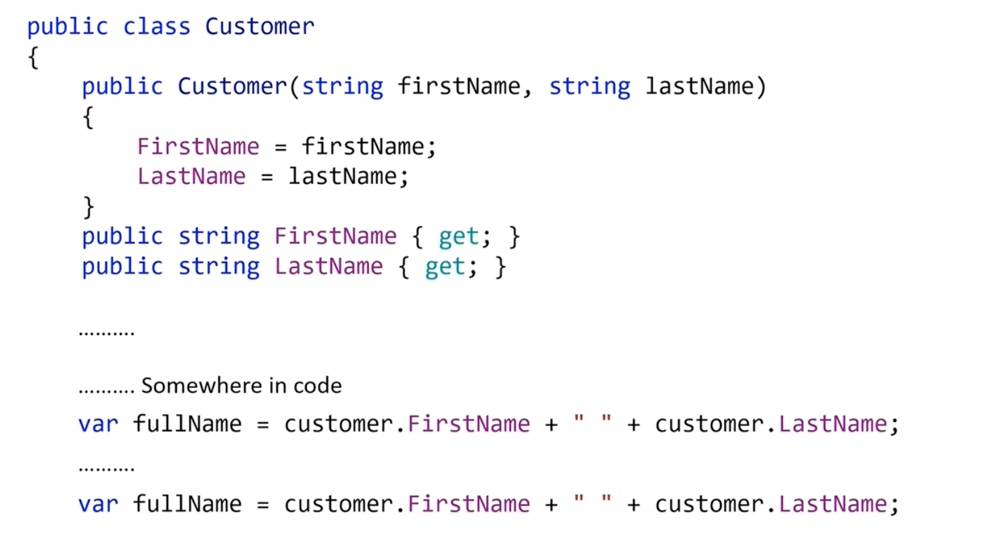 public class Customer
{
public Customer(string firstName, string lastName)
{
FirstName = firstName;
LastName = lastName;
}
public string FirstName { get; }
public string LastName { get; }
..........
.......... Somewhere in code
var fullName = customer.FirstName + " " + customer.LastName;
..........
var fullName = customer.FirstName + " " + customer.LastName;